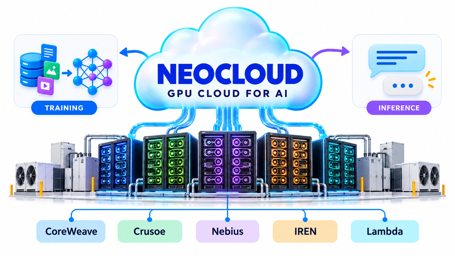 NEOCLOUD
GPU CLOUD FOR AI
TRAINING
INFERENCE
CoreWeave
Crusoe
Nebius
IREN
Lambda